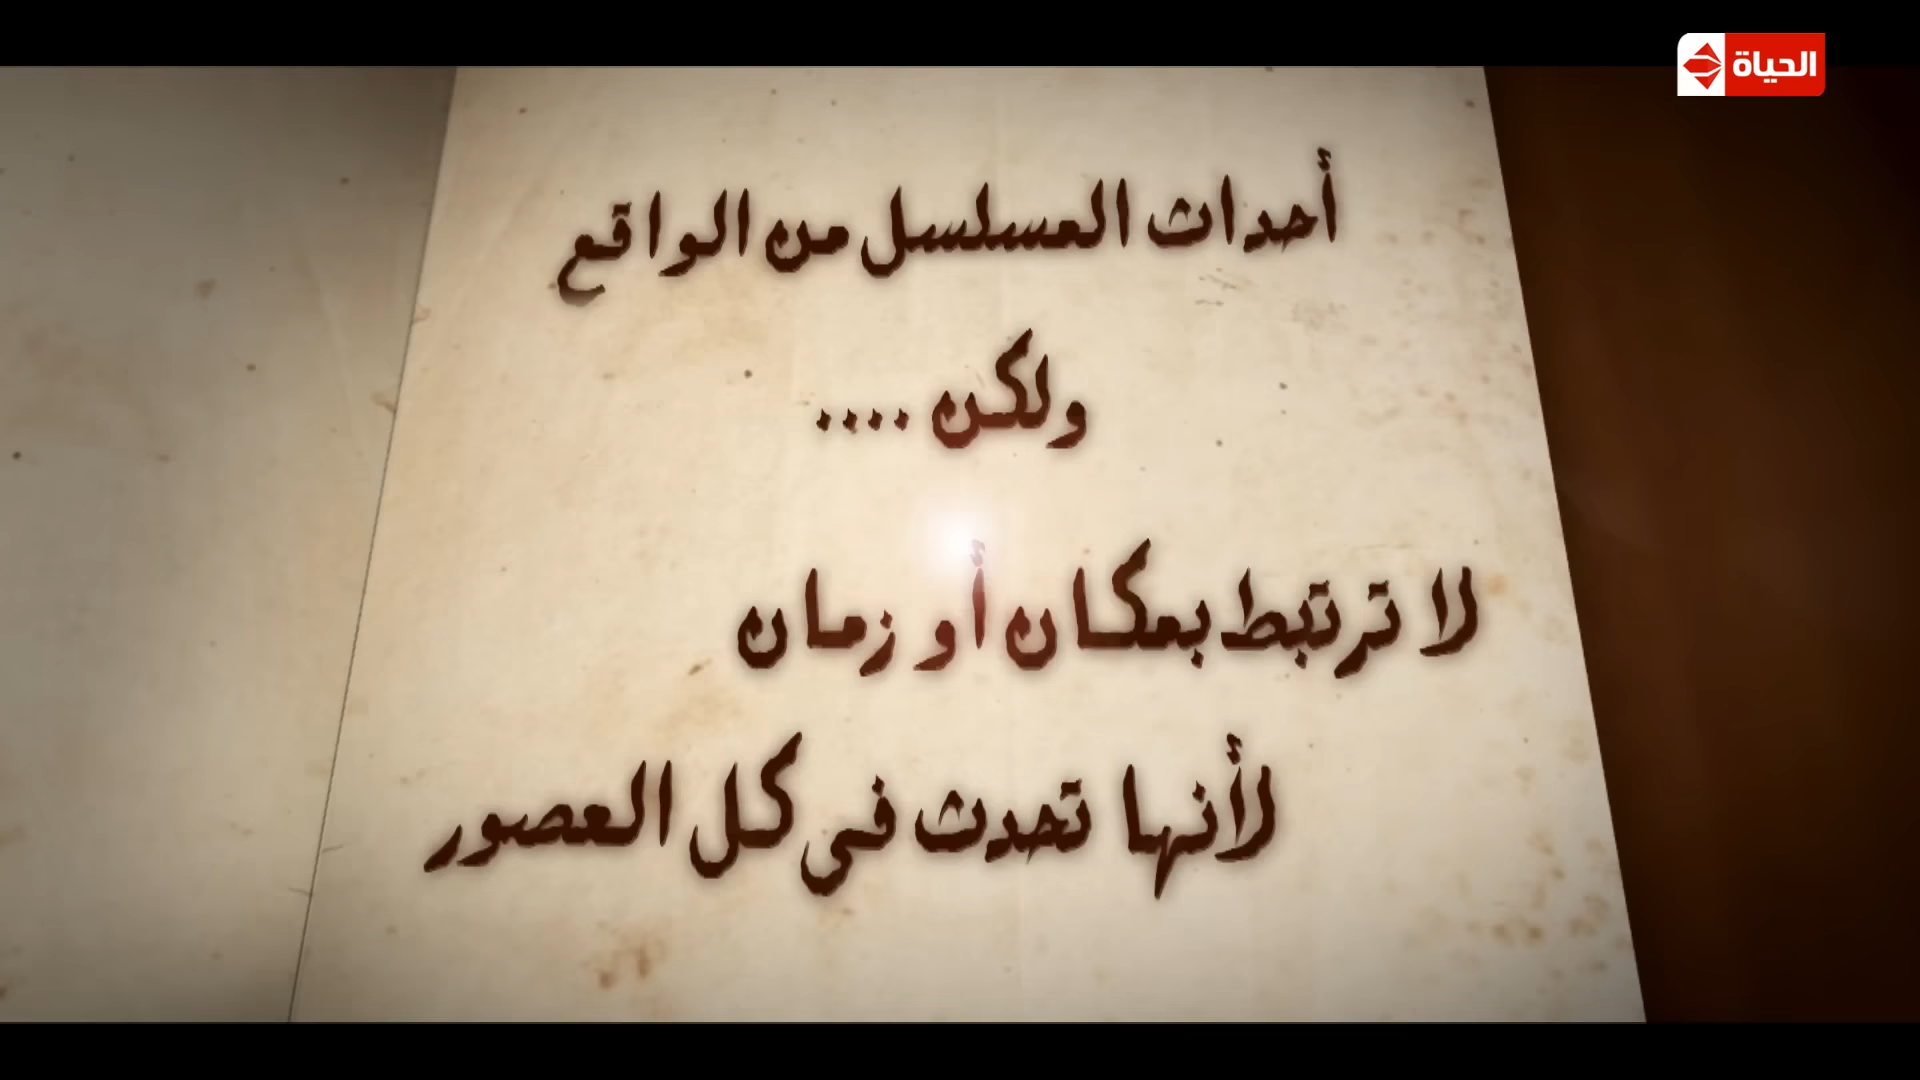 الحياة
أحداث المسلسل من الواقع
ولكن ....
لا ترتبط بمكان أو زمان
لأنها تحدث في كل العصور